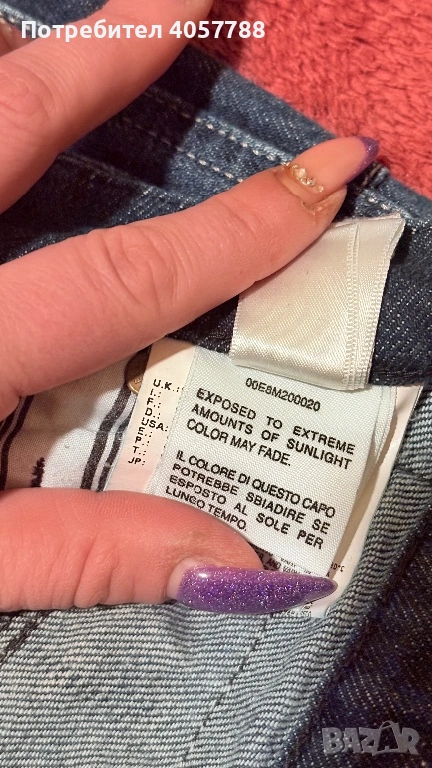 Потребител 4057788
00E8M200020
EXPOSED TO EXTREME
AMOUNTS OF SUNLIGHT
COLOR MAY FADE.
IL COLORE DI QUESTO CAPO
POTREBBE SBIADIRE SE
ESPOSTO AL SOLE PER
LUNGO TEMPO.
U.K.:
I.:
F.:
D.:
USA:
E.:
P.:
T.:
JP.:
BAZAR